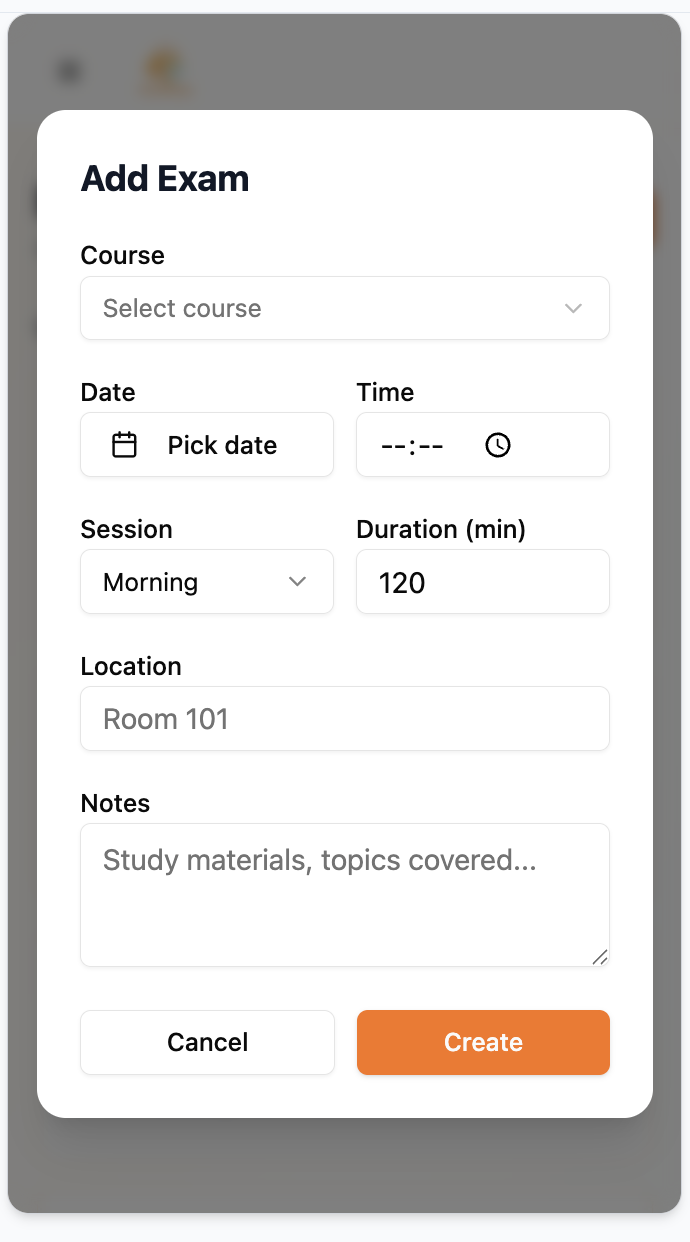 Add Exam
Course
Select course
Date
Time
Pick date
--:--
Session
Duration (min)
Morning
120
Location
Room 101
Notes
Study materials, topics covered...
Cancel
Create